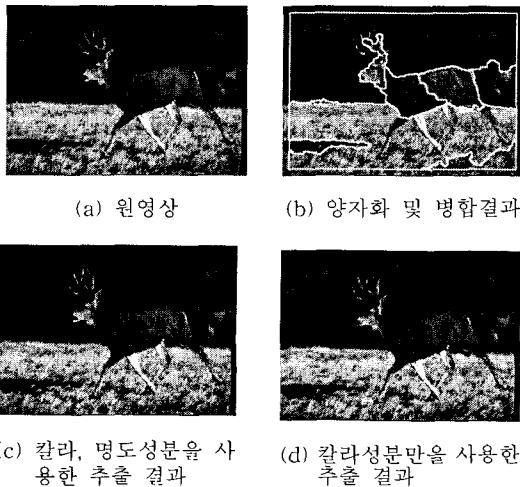 (a) 원영상
(b) 양자화 및 병합결과
(c) 칼라, 명도성분을 사
용한 추출 결과
(d) 칼라성분만을 사용한
추출 결과